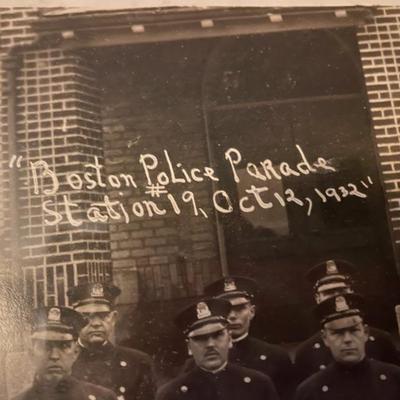 "Boston Police Parade
Station #19, Oct 12, 1932"